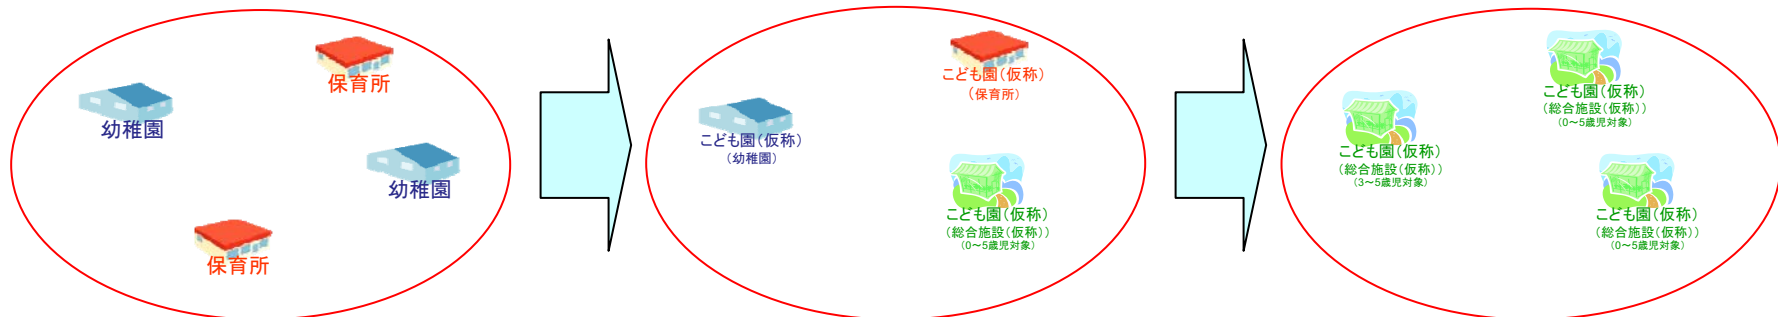 保育所
幼稚園
幼稚園
保育所
こども園(仮称)
(保育所)
こども園(仮称)
(幼稚園)
こども園(仮称)
(総合施設(仮称))
(0～5歳児対象)
こども園(仮称)
(総合施設(仮称))
(0～5歳児対象)
こども園(仮称)
(総合施設(仮称))
(3～5歳児対象)
こども園(仮称)
(総合施設(仮称))
(0～5歳児対象)